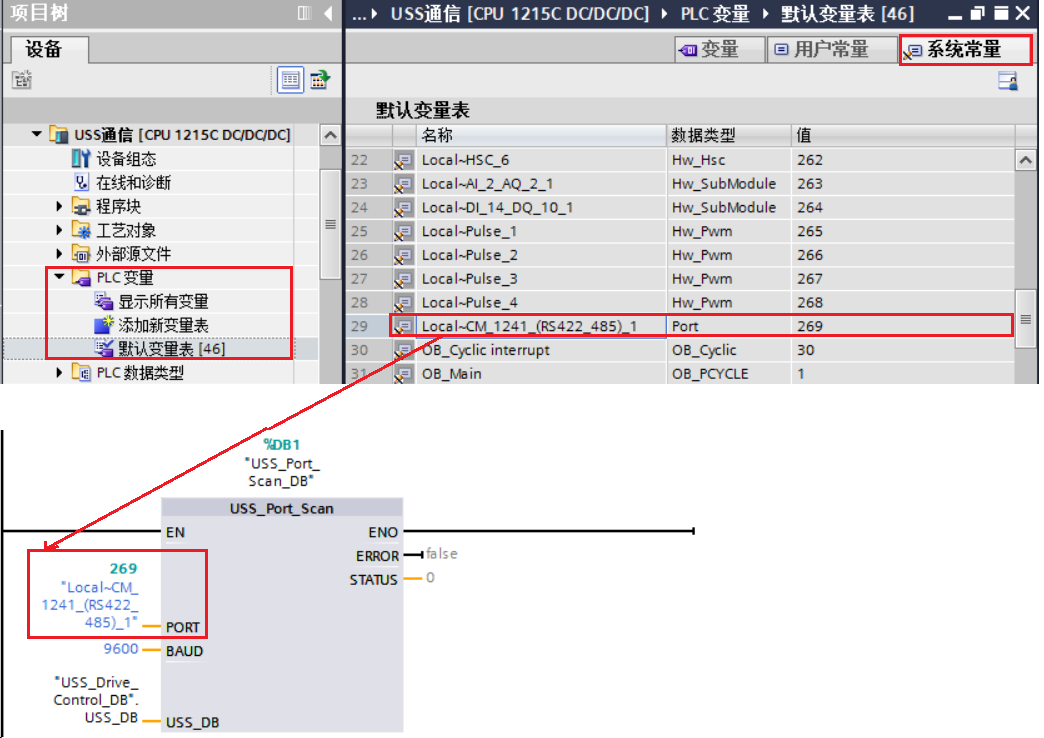 项目树
设备
USS通信 [CPU 1215C DC/DC/DC]
设备组态
在线和诊断
程序块
工艺对象
外部源文件
PLC 变量
显示所有变量
添加新变量表
默认变量表 [46]
PLC 数据类型
... USS通信 [CPU 1215C DC/DC/DC] PLC 变量 默认变量表 [46]
变量 用户常量 系统常量
默认变量表
名称 数据类型 值
22 Local~HSC_6 Hw_Hsc 262
23 Local~AI_2_AQ_2_1 Hw_SubModule 263
24 Local~DI_14_DQ_10_1 Hw_SubModule 264
25 Local~Pulse_1 Hw_Pwm 265
26 Local~Pulse_2 Hw_Pwm 266
27 Local~Pulse_3 Hw_Pwm 267
28 Local~Pulse_4 Hw_Pwm 268
29 Local~CM_1241_(RS422_485)_1 Port 269
30 OB_Cyclic interrupt OB_Cyclic 30
31 OB_Main OB_PCYCLE 1
%DB1
"USS_Port_
Scan_DB"
USS_Port_Scan
EN ENO
ERROR false
STATUS 0
269
"Local~CM_
1241_(RS422_
485)_1" PORT
9600 BAUD
"USS_Drive_
Control_DB".
USS_DB USS_DB